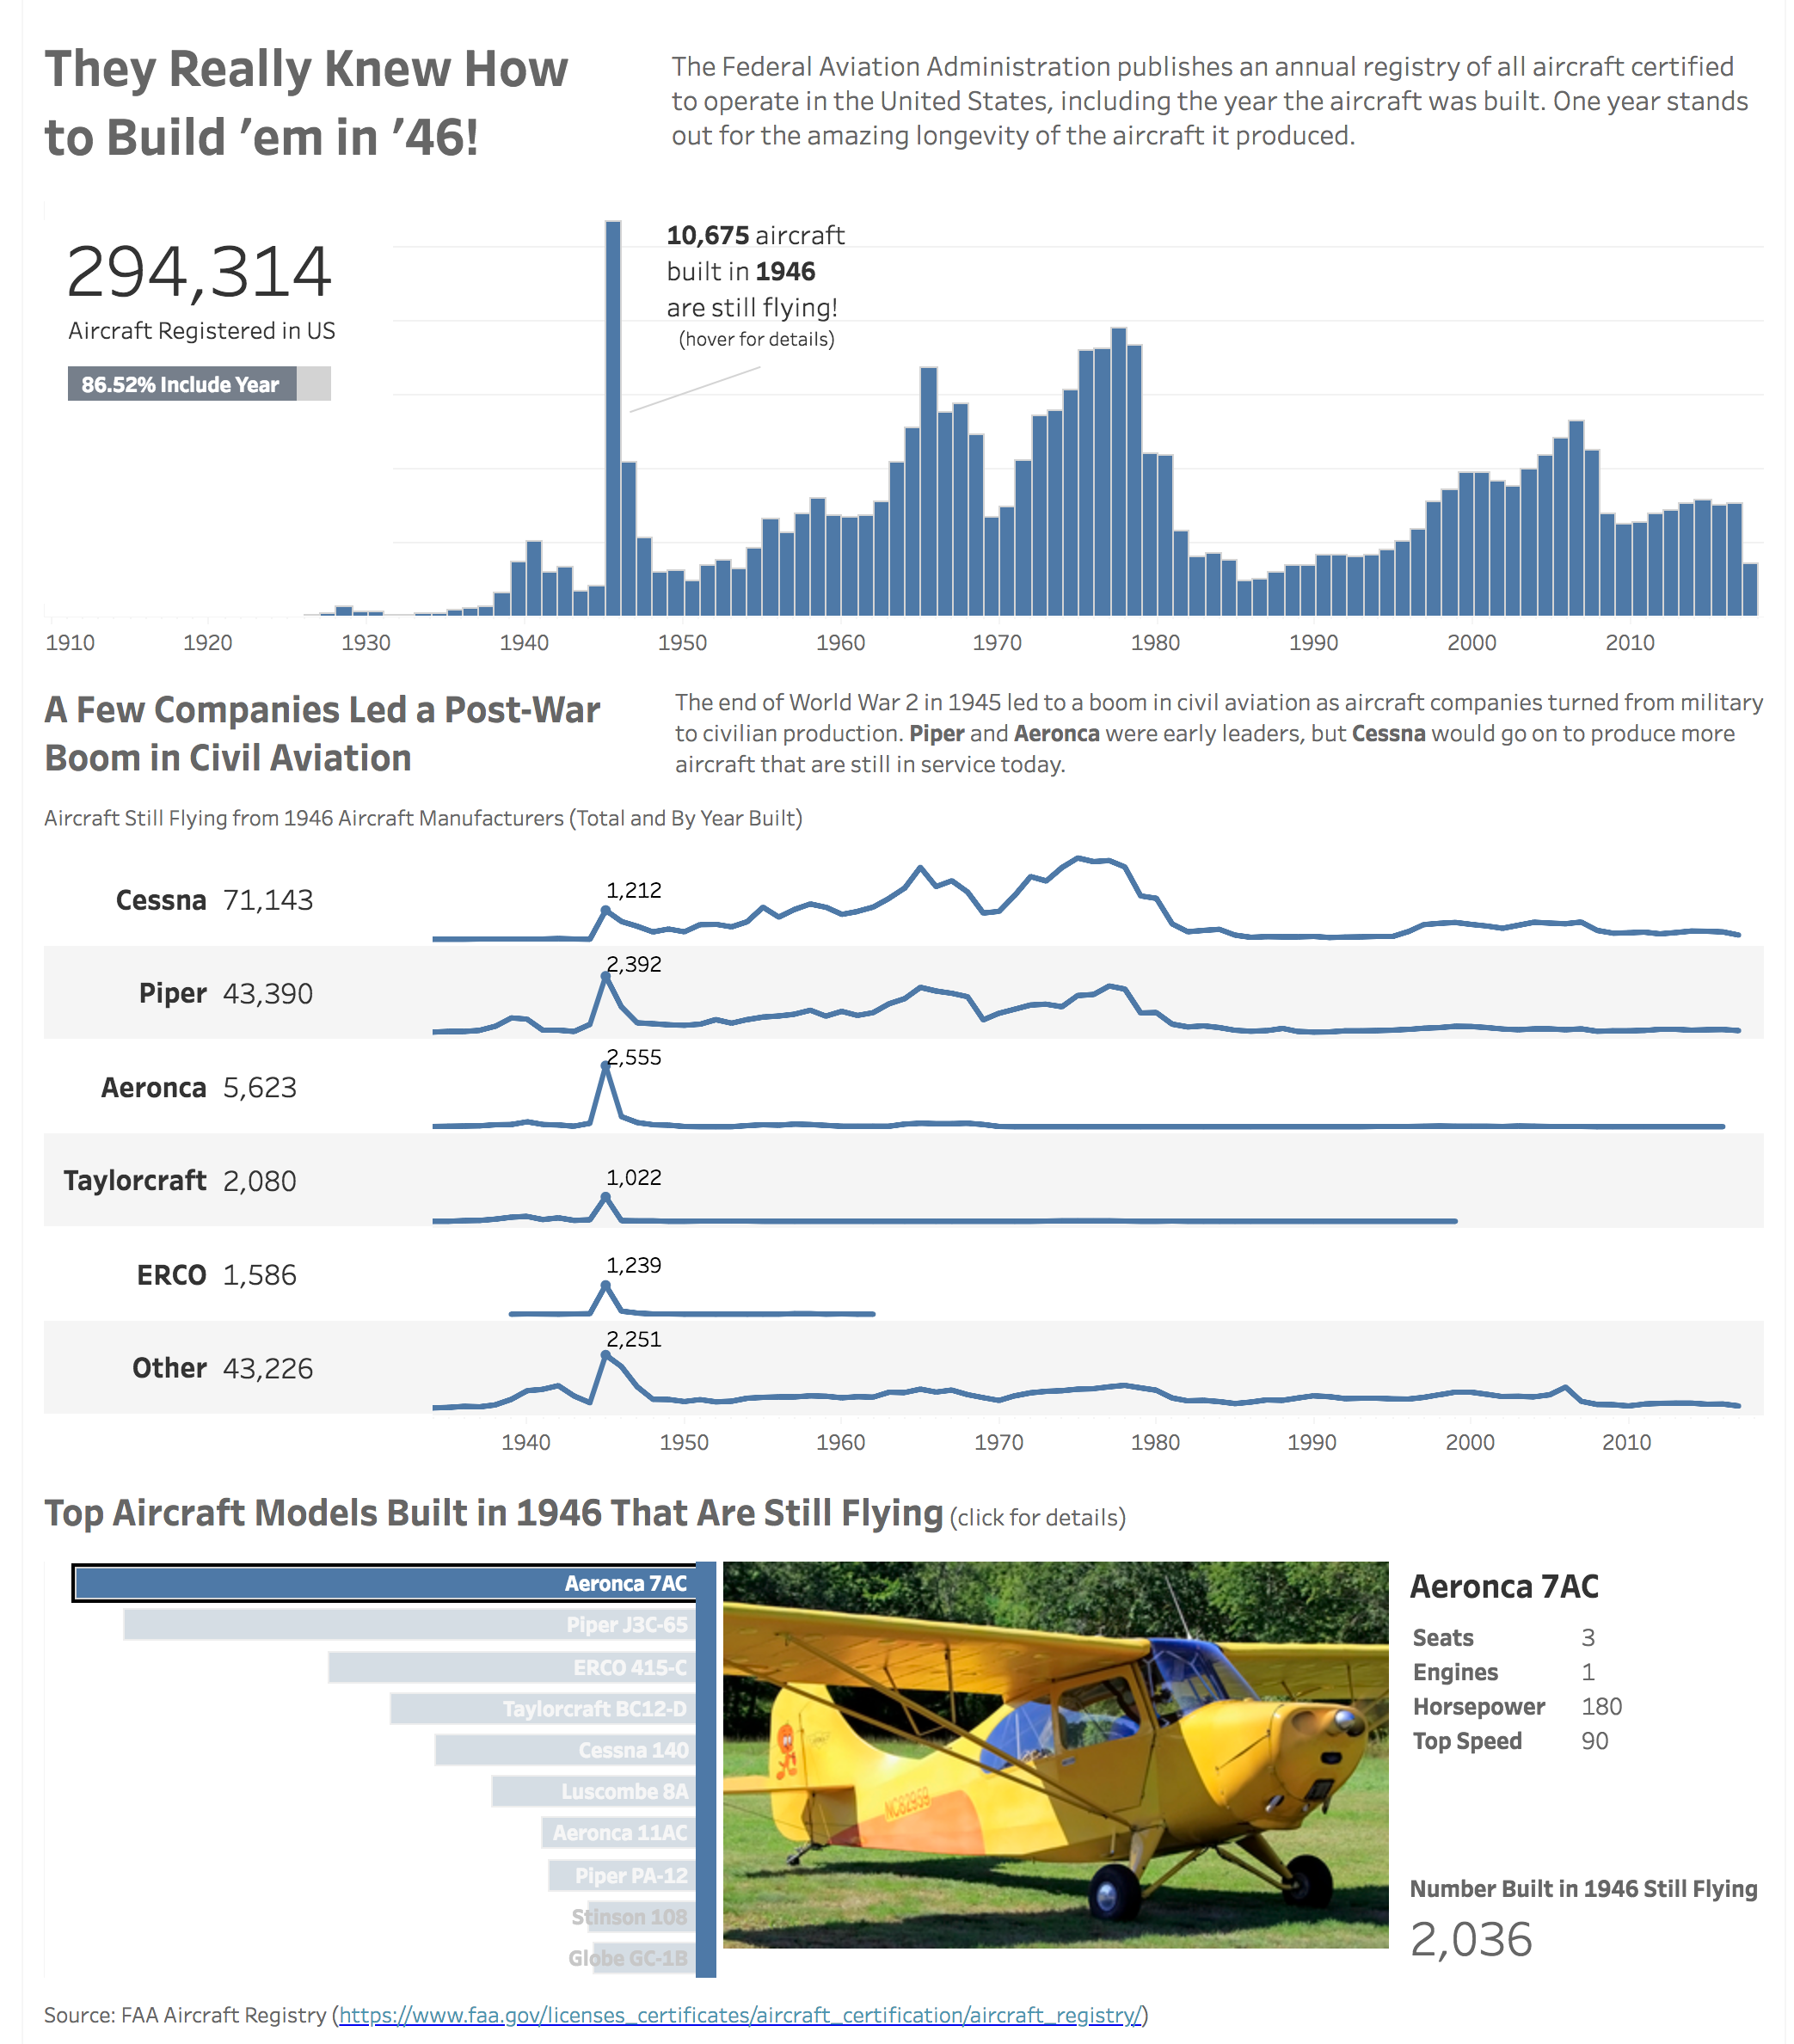 They Really Knew How
to Build ’em in ’46!
The Federal Aviation Administration publishes an annual registry of all aircraft certified
to operate in the United States, including the year the aircraft was built. One year stands
out for the amazing longevity of the aircraft it produced.
294,314
Aircraft Registered in US
86.52% Include Year
10,675 aircraft
built in 1946
are still flying!
(hover for details)
1910 1920 1930 1940 1950 1960 1970 1980 1990 2000 2010
A Few Companies Led a Post-War
Boom in Civil Aviation
The end of World War 2 in 1945 led to a boom in civil aviation as aircraft companies turned from military
to civilian production. Piper and Aeronca were early leaders, but Cessna would go on to produce more
aircraft that are still in service today.
Aircraft Still Flying from 1946 Aircraft Manufacturers (Total and By Year Built)
Cessna 71,143 1,212
Piper 43,390 2,392
Aeronca 5,623 2,555
Taylorcraft 2,080 1,022
ERCO 1,586 1,239
Other 43,226 2,251
1940 1950 1960 1970 1980 1990 2000 2010
Top Aircraft Models Built in 1946 That Are Still Flying (click for details)
Aeronca 7AC
Piper J3C-65
ERCO 415-C
Taylorcraft BC12-D
Cessna 140
Luscombe 8A
Aeronca 11AC
Piper PA-12
Stinson 108
Globe GC-1B
NC82959
Aeronca 7AC
Seats 3
Engines 1
Horsepower 180
Top Speed 90
Number Built in 1946 Still Flying
2,036
Source: FAA Aircraft Registry (https://www.faa.gov/licenses_certificates/aircraft_certification/aircraft_registry/)